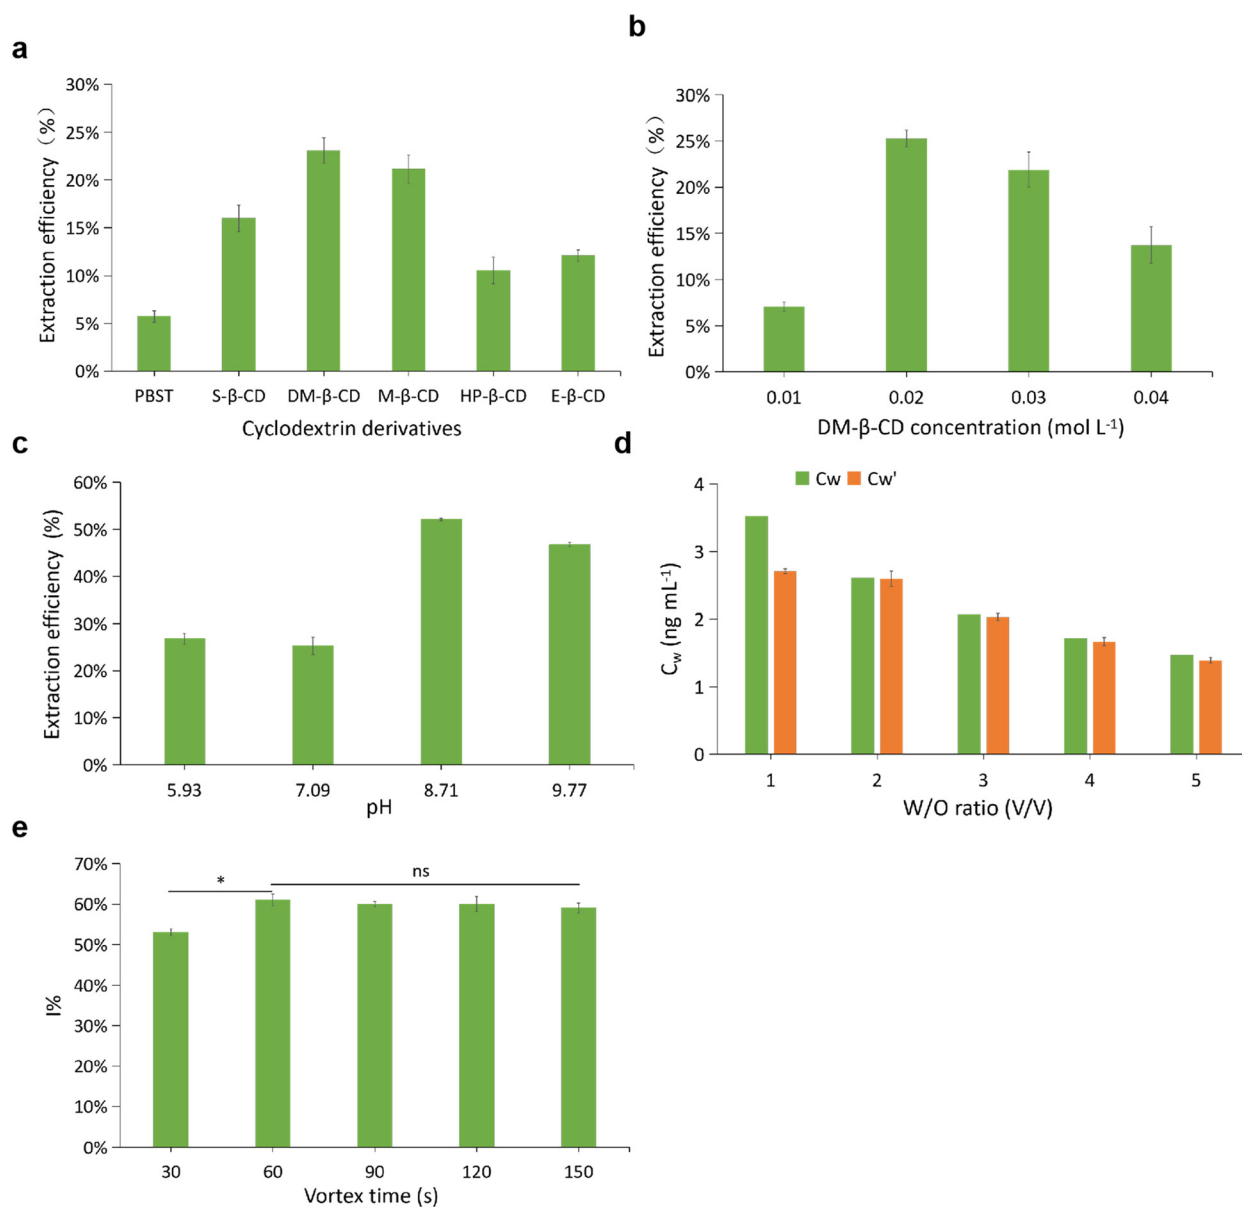 a
30%
25%
20%
15%
10%
5%
0%
Extraction efficiency（%）
PBST S-β-CD DM-β-CD M-β-CD HP-β-CD E-β-CD
Cyclodextrin derivatives
b
30%
25%
20%
15%
10%
5%
0%
Extraction efficiency（%）
0.01 0.02 0.03 0.04
DM-β-CD concentration (mol L⁻¹)
c
60%
50%
40%
30%
20%
10%
0%
Extraction efficiency (%)
5.93 7.09 8.71 9.77
pH
d
Cw Cw'
4
3
2
1
0
C_w (ng mL⁻¹)
1 2 3 4 5
W/O ratio (V/V)
e
70%
60%
50%
40%
30%
20%
10%
0%
I%
* ns
30 60 90 120 150
Vortex time (s)